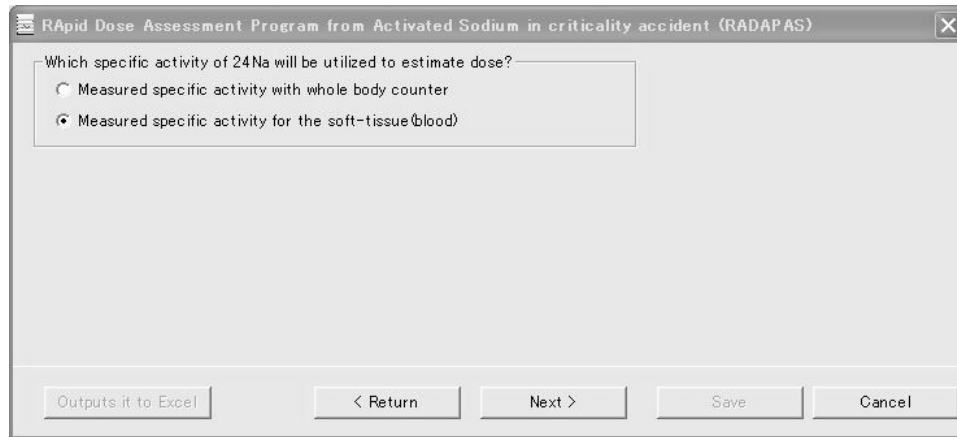 RApid Dose Assessment Program from Activated Sodium in criticality accident (RADAPAS)
Which specific activity of 24Na will be utilized to estimate dose?
Measured specific activity with whole body counter
Measured specific activity for the soft-tissue(blood)
Outputs it to Excel
< Return
Next >
Save
Cancel